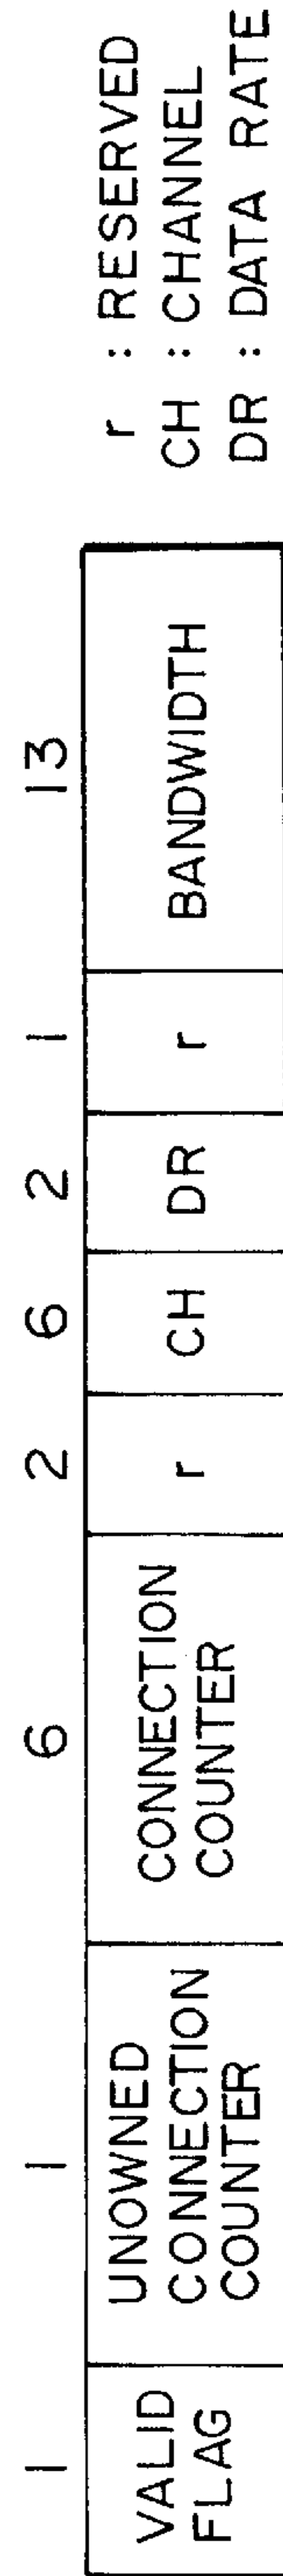 1 1 6 2 6 2 1 13
VALID
FLAG
UNOWNED
CONNECTION
COUNTER
CONNECTION
COUNTER
r
CH
DR
r
BANDWIDTH
r : RESERVED
CH : CHANNEL
DR : DATA RATE